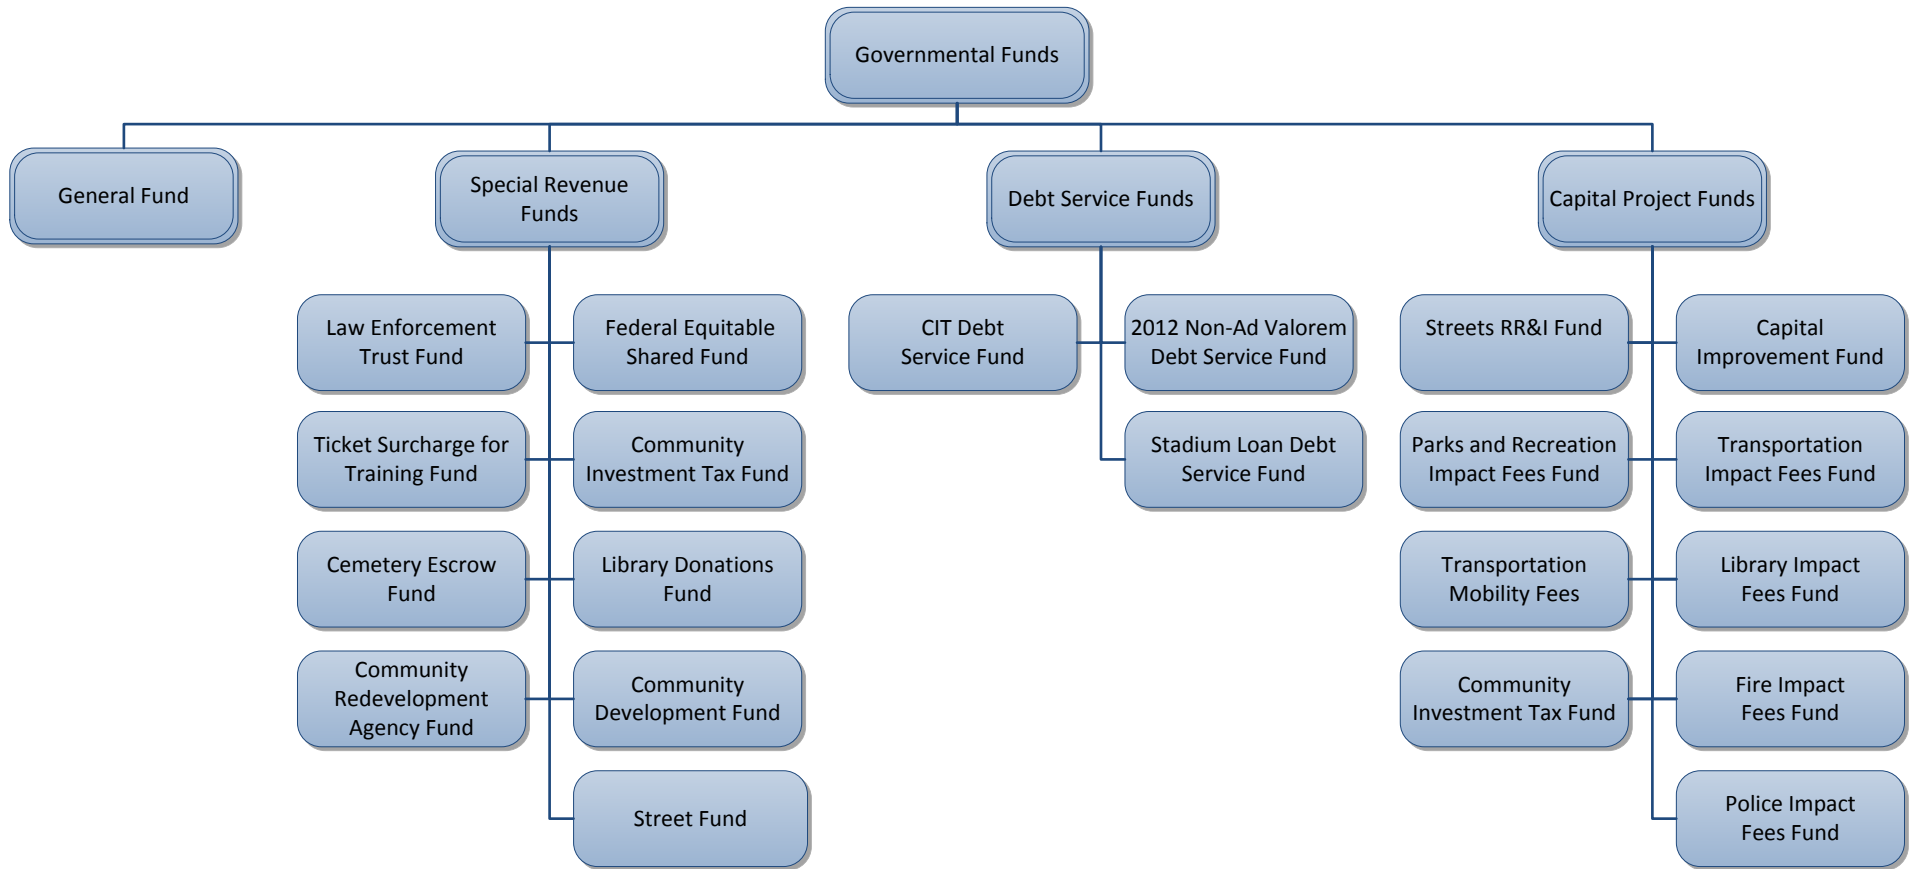 Governmental Funds
General Fund
Special Revenue
Funds
Debt Service Funds
Capital Project Funds
Law Enforcement
Trust Fund
Federal Equitable
Shared Fund
Ticket Surcharge for
Training Fund
Community
Investment Tax Fund
Cemetery Escrow
Fund
Library Donations
Fund
Community
Redevelopment
Agency Fund
Community
Development Fund
Street Fund
CIT Debt
Service Fund
2012 Non-Ad Valorem
Debt Service Fund
Stadium Loan Debt
Service Fund
Streets RR&I Fund
Capital
Improvement Fund
Parks and Recreation
Impact Fees Fund
Transportation
Impact Fees Fund
Transportation
Mobility Fees
Library Impact
Fees Fund
Community
Investment Tax Fund
Fire Impact
Fees Fund
Police Impact
Fees Fund